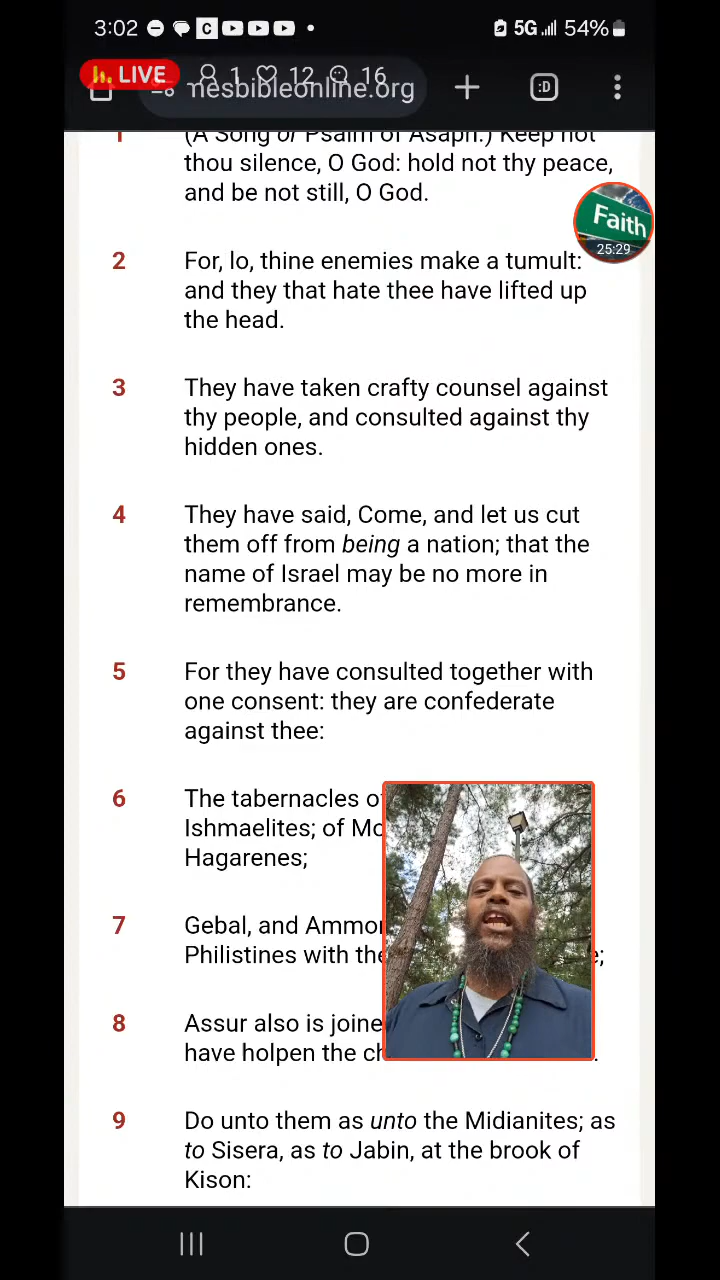 3:02
5G 54%
h. LIVE 1 12 16
nesbibleonline.org
:D
1 (A Song or Psalm of Asaph.) Keep not
thou silence, O God: hold not thy peace,
and be not still, O God.
Faith
25:29
2 For, lo, thine enemies make a tumult:
and they that hate thee have lifted up
the head.
3 They have taken crafty counsel against
thy people, and consulted against thy
hidden ones.
4 They have said, Come, and let us cut
them off from being a nation; that the
name of Israel may be no more in
remembrance.
5 For they have consulted together with
one consent: they are confederate
against thee:
6 The tabernacles of
Ishmaelites; of Mo
Hagarenes;
7 Gebal, and Ammon
Philistines with the e;
8 Assur also is joine
have holpen the ch .
9 Do unto them as unto the Midianites; as
to Sisera, as to Jabin, at the brook of
Kison: